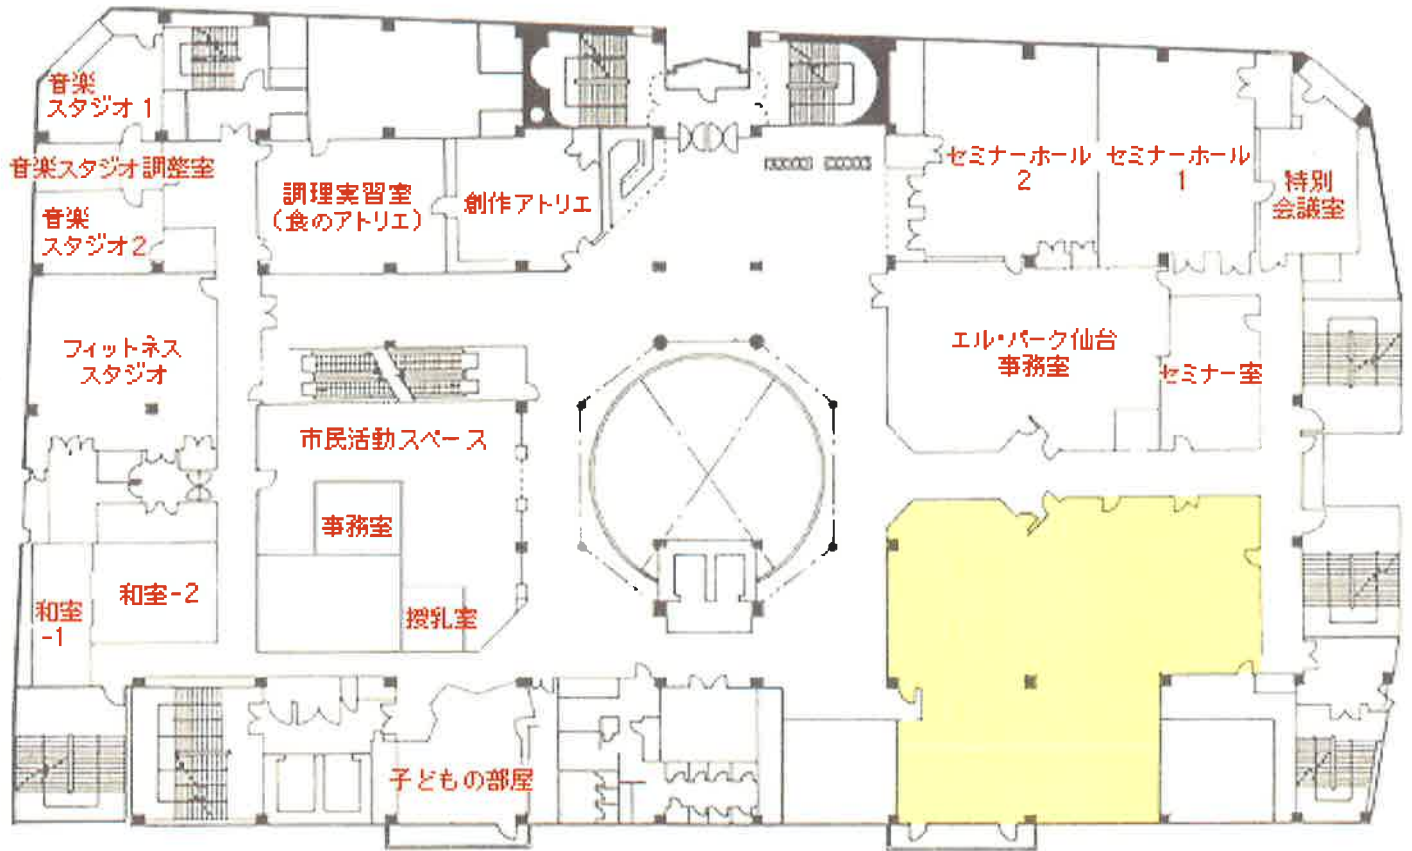 音楽
スタジオ1
音楽スタジオ調整室
音楽
スタジオ2
調理実習室
(食のアトリエ)
創作アトリエ
セミナーホール
2
セミナーホール
1
特別
会議室
フィットネス
スタジオ
エル・パーク仙台
事務室
セミナー室
市民活動スペース
事務室
和室-2
和室
-1
授乳室
子どもの部屋